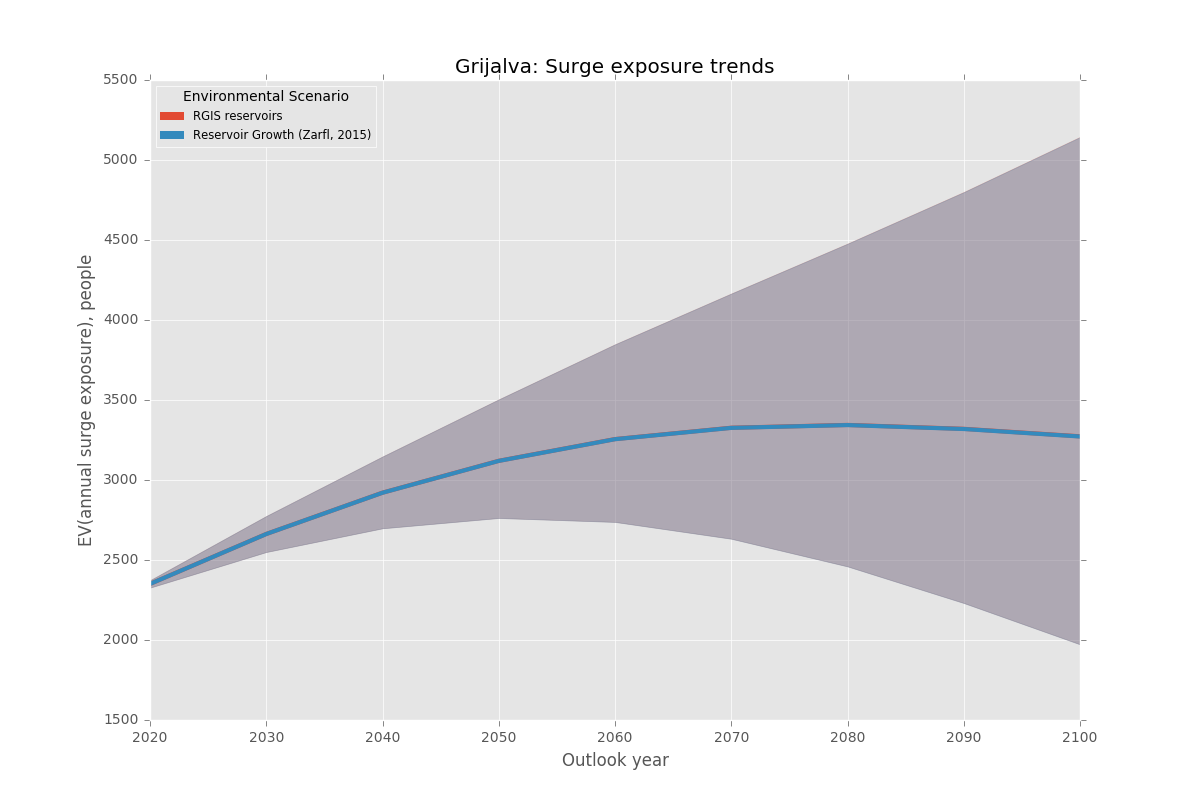 Grijalva: Surge exposure trends
5500
5000
4500
4000
3500
3000
2500
2000
1500
EV(annual surge exposure), people
Environmental Scenario
RGIS reservoirs
Reservoir Growth (Zarfl, 2015)
2020 2030 2040 2050 2060 2070 2080 2090 2100
Outlook year